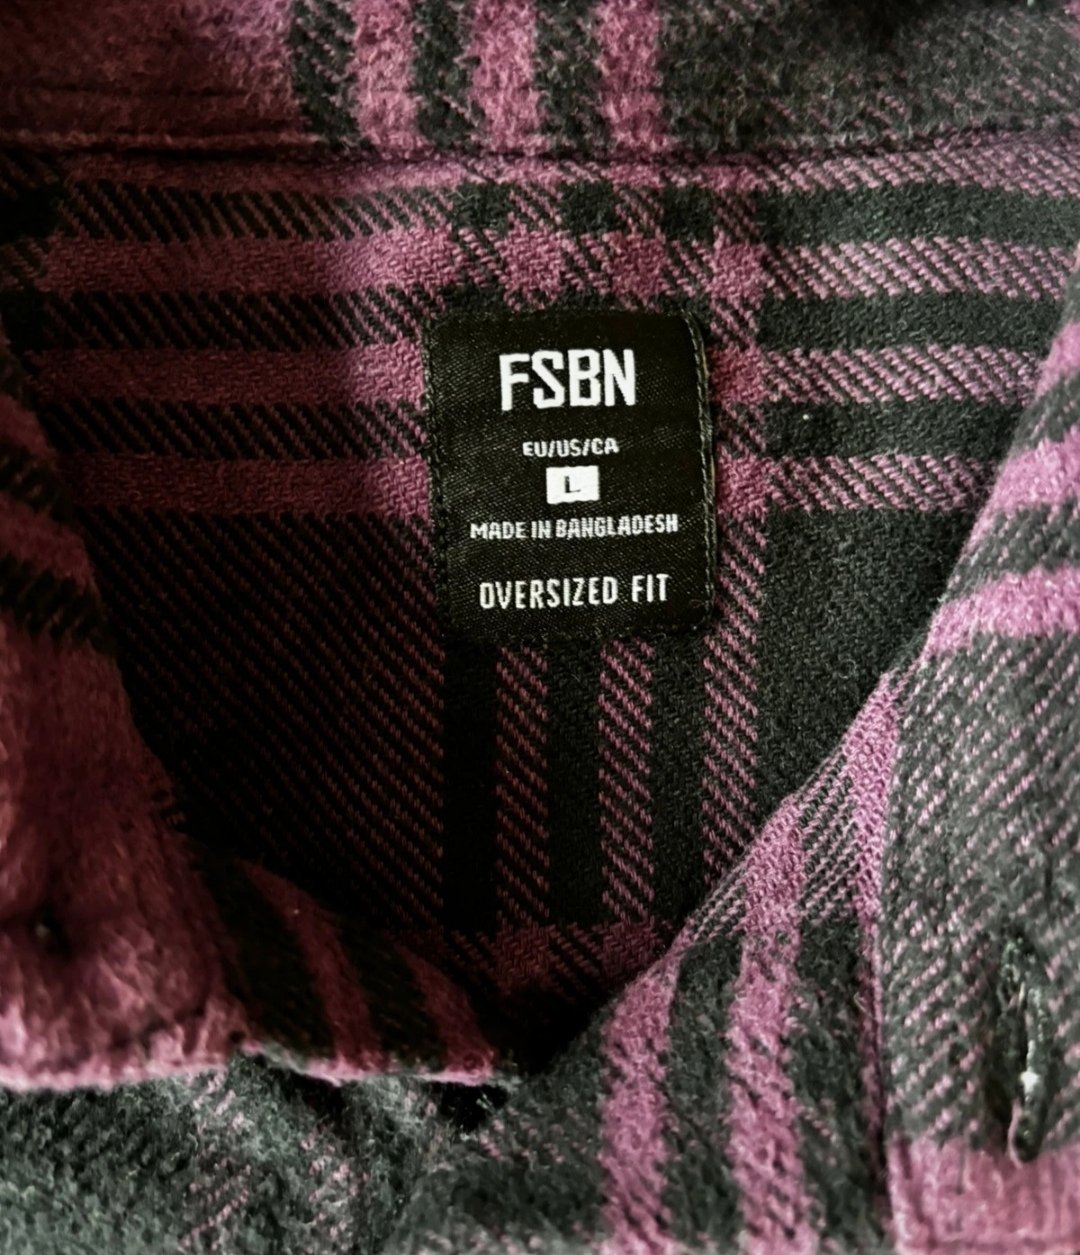 FSBN
EU/US/CA
L
MADE IN BANGLADESH
OVERSIZED FIT